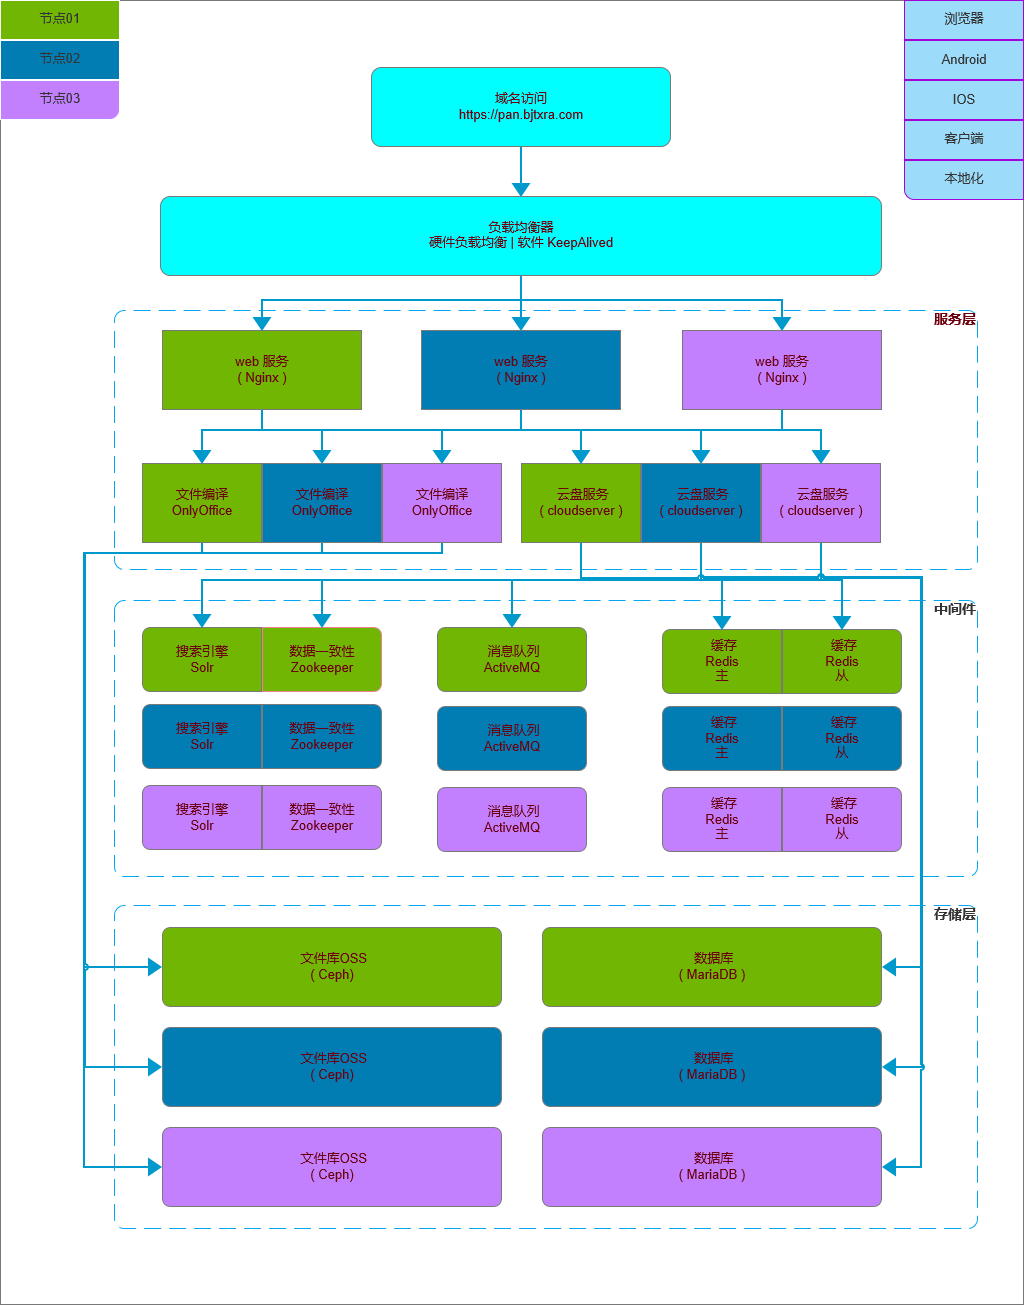 节点01
节点02
节点03
浏览器
Android
IOS
客户端
本地化
域名访问
https://pan.bjtxra.com
负载均衡器
硬件负载均衡 | 软件 KeepAlived
服务层
web 服务
( Nginx )
web 服务
( Nginx )
web 服务
( Nginx )
文件编译
OnlyOffice
文件编译
OnlyOffice
文件编译
OnlyOffice
云盘服务
( cloudserver )
云盘服务
( cloudserver )
云盘服务
( cloudserver )
中间件
搜索引擎
Solr
数据一致性
Zookeeper
消息队列
ActiveMQ
缓存
Redis
主
缓存
Redis
从
搜索引擎
Solr
数据一致性
Zookeeper
消息队列
ActiveMQ
缓存
Redis
主
缓存
Redis
从
搜索引擎
Solr
数据一致性
Zookeeper
消息队列
ActiveMQ
缓存
Redis
主
缓存
Redis
从
存储层
文件库OSS
( Ceph)
数据库
( MariaDB )
文件库OSS
( Ceph)
数据库
( MariaDB )
文件库OSS
( Ceph)
数据库
( MariaDB )